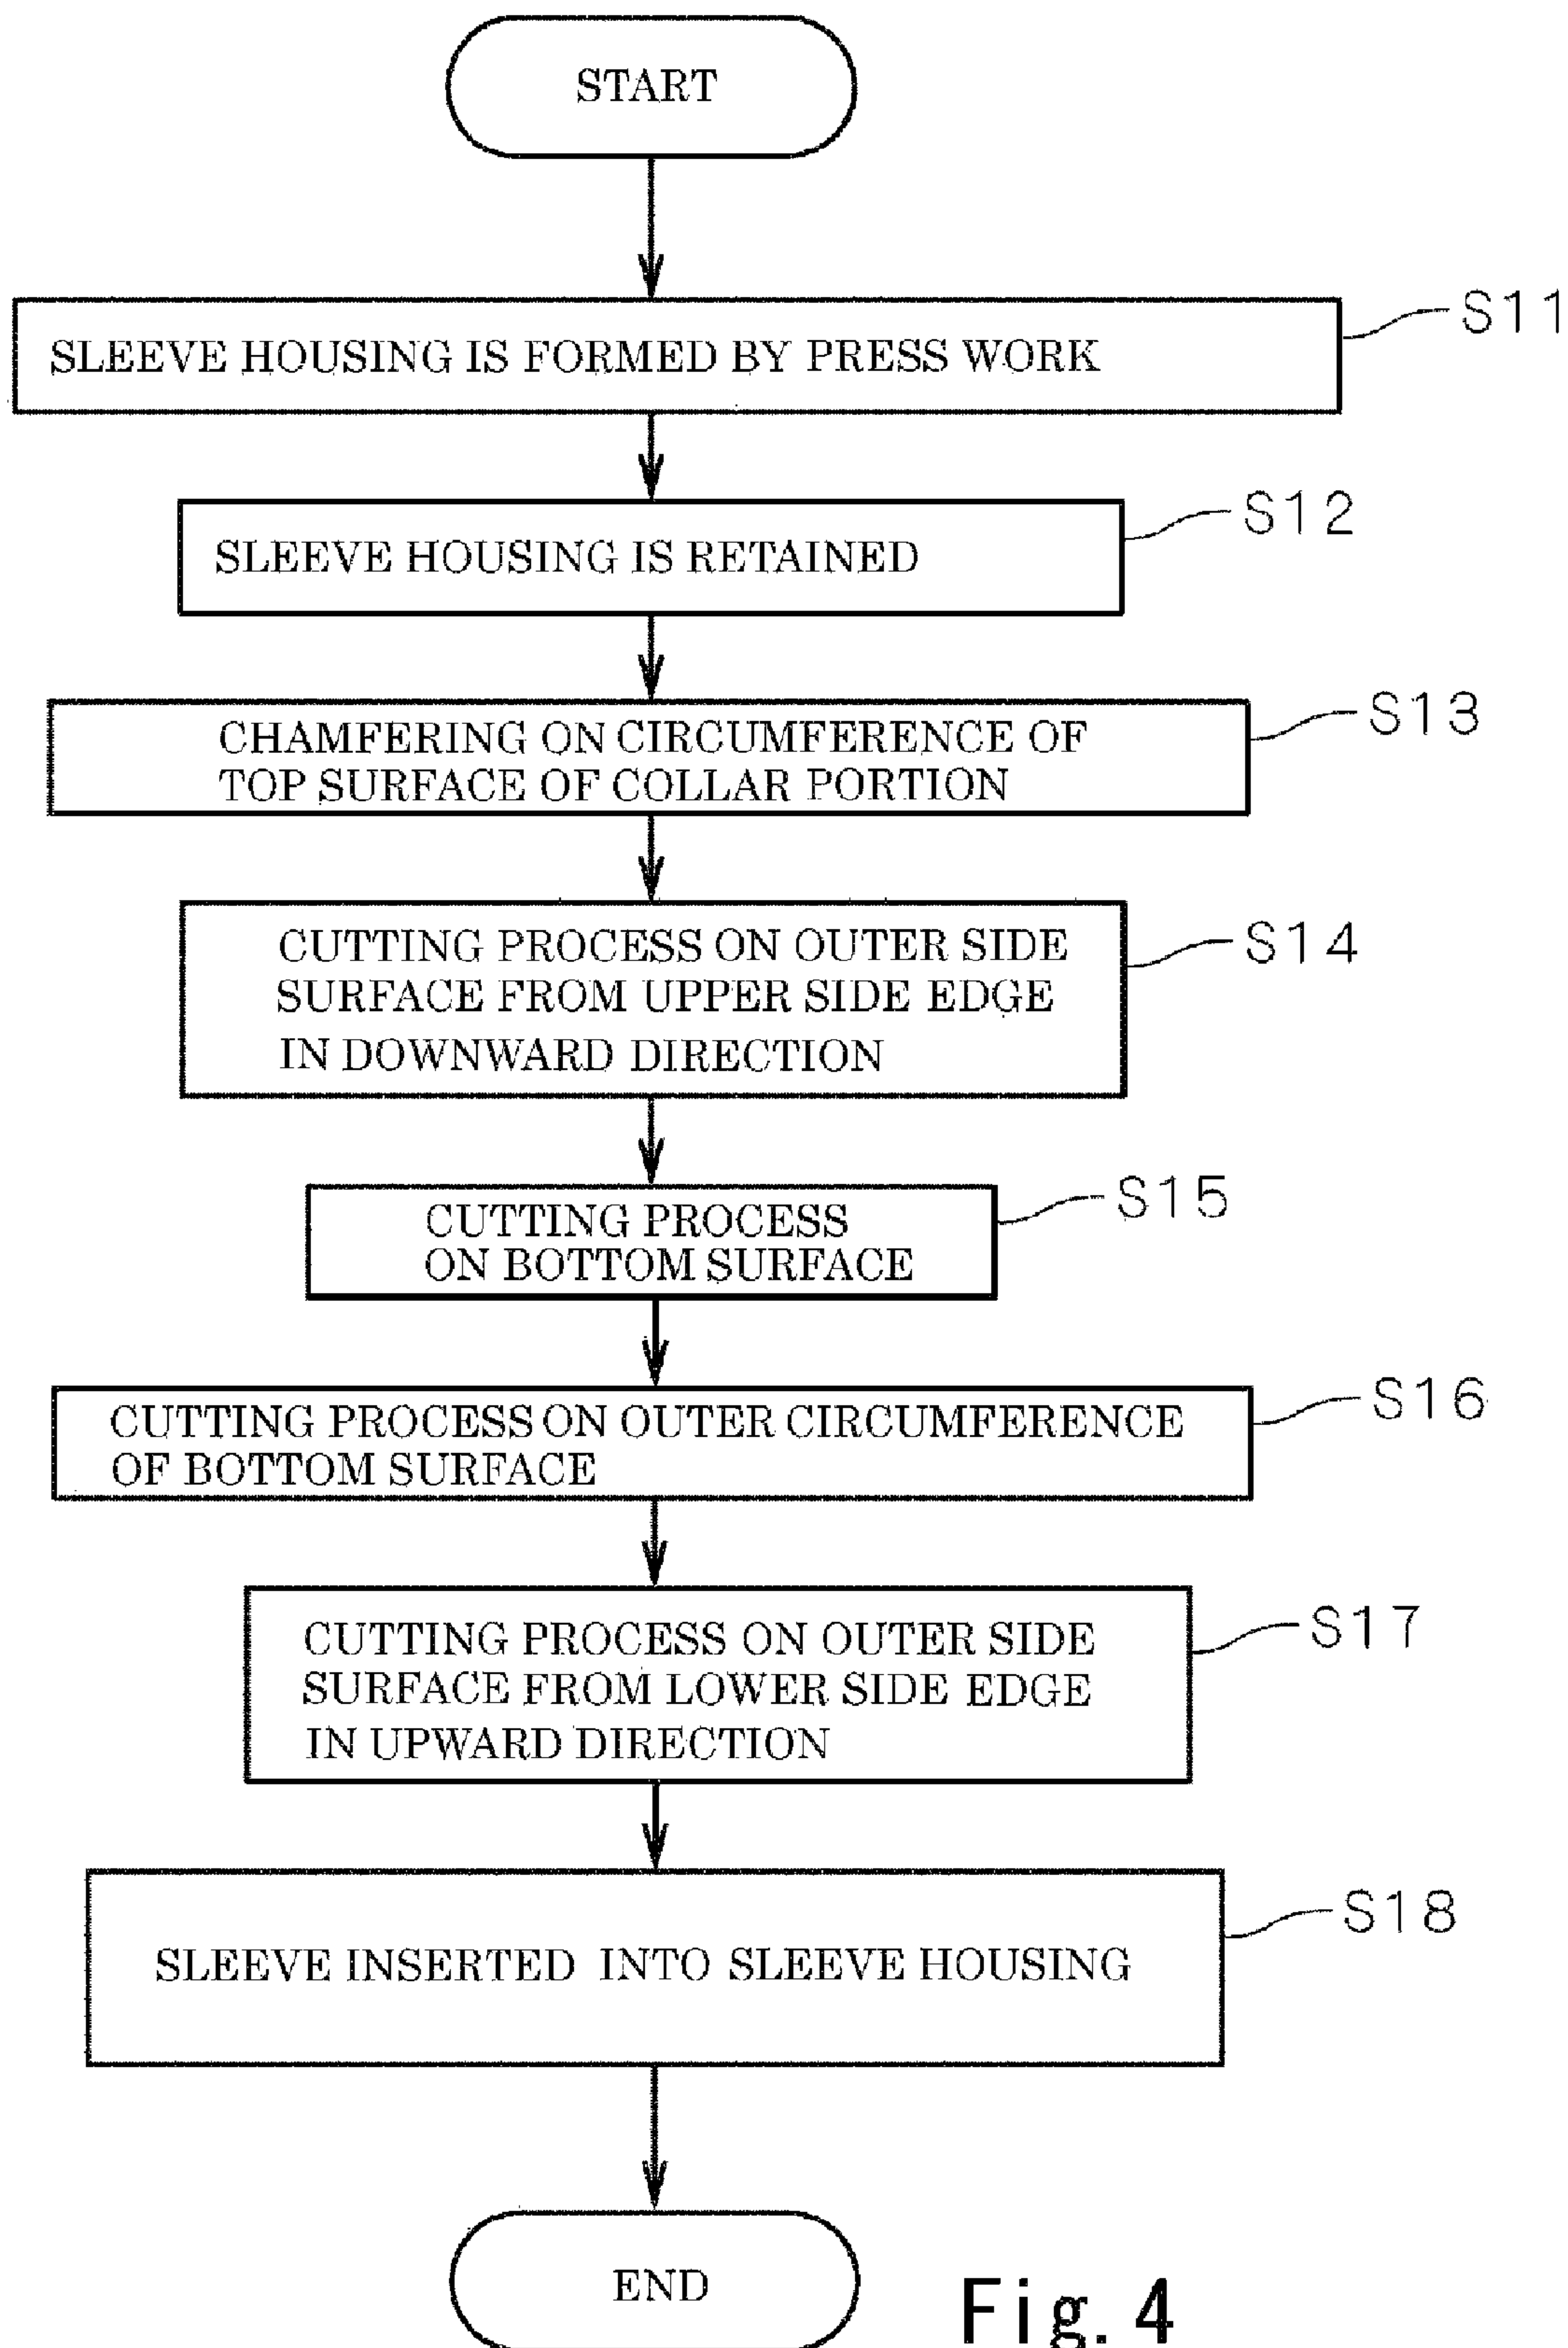 START
SLEEVE HOUSING IS FORMED BY PRESS WORK
S11
SLEEVE HOUSING IS RETAINED
S12
CHAMFERING ON CIRCUMFERENCE OF
TOP SURFACE OF COLLAR PORTION
S13
CUTTING PROCESS ON OUTER SIDE
SURFACE FROM UPPER SIDE EDGE
IN DOWNWARD DIRECTION
S14
CUTTING PROCESS
ON BOTTOM SURFACE
S15
CUTTING PROCESS ON OUTER CIRCUMFERENCE
OF BOTTOM SURFACE
S16
CUTTING PROCESS ON OUTER SIDE
SURFACE FROM LOWER SIDE EDGE
IN UPWARD DIRECTION
S17
SLEEVE INSERTED INTO SLEEVE HOUSING
S18
END
Fig. 4